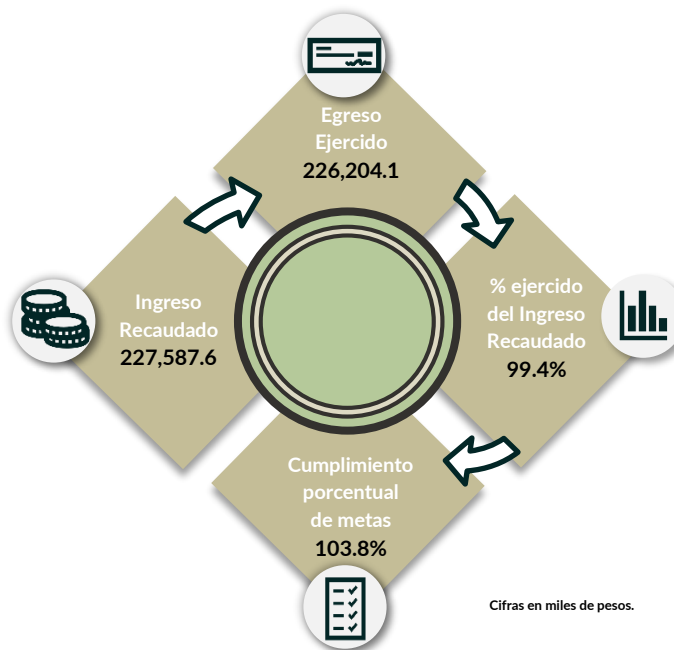 Egreso
Ejercido
226,204.1
Ingreso
Recaudado
227,587.6
% ejercido
del Ingreso
Recaudado
99.4%
Cumplimiento
porcentual
de metas
103.8%
Cifras en miles de pesos.